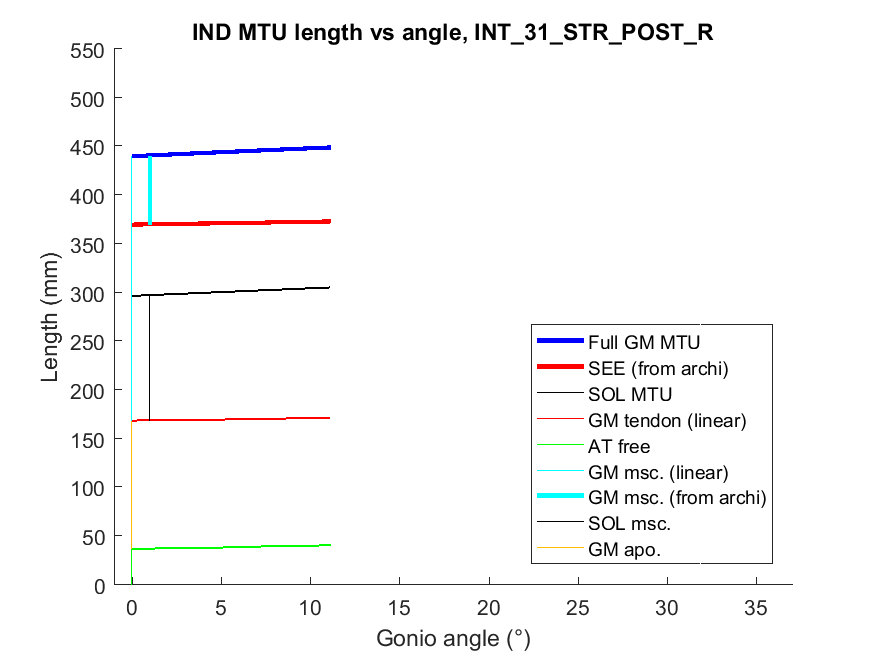 IND MTU length vs angle, INT_31_STR_POST_R
550
500
450
400
350
300
250
200
150
100
50
0
Length (mm)
Full GM MTU
SEE (from archi)
SOL MTU
GM tendon (linear)
AT free
GM msc. (linear)
GM msc. (from archi)
SOL msc.
GM apo.
0 5 10 15 20 25 30 35
Gonio angle (°)